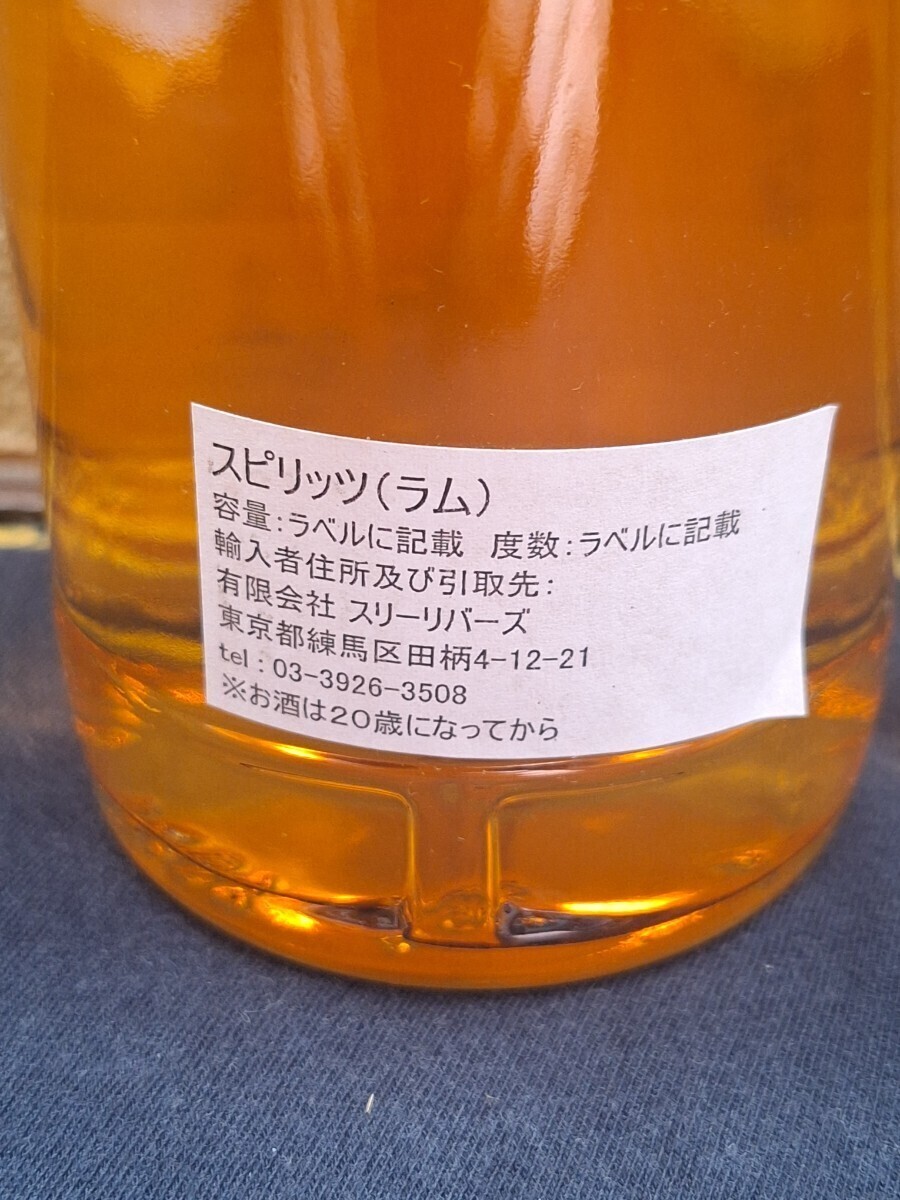 スピリッツ(ラム)
容量:ラベルに記載 度数:ラベルに記載
輸入者住所及び引取先:
有限会社 スリーリバーズ
東京都練馬区田柄4-12-21
tel:03-3926-3508
※お酒は20歳になってから